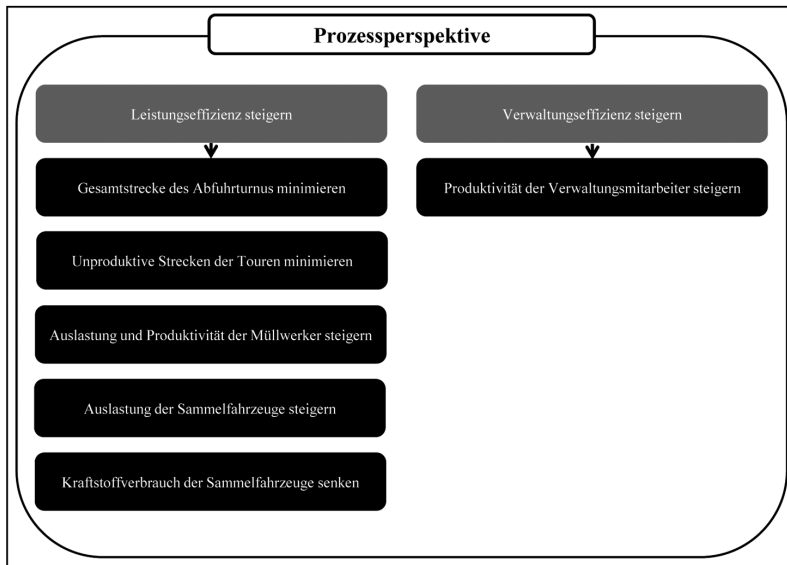 Prozessperspektive
Leistungseffizienz steigern
Gesamtstrecke des Abfuhrturnus minimieren
Unproduktive Strecken der Touren minimieren
Auslastung und Produktivität der Müllwerker steigern
Auslastung der Sammelfahrzeuge steigern
Kraftstoffverbrauch der Sammelfahrzeuge senken
Verwaltungseffizienz steigern
Produktivität der Verwaltungsmitarbeiter steigern